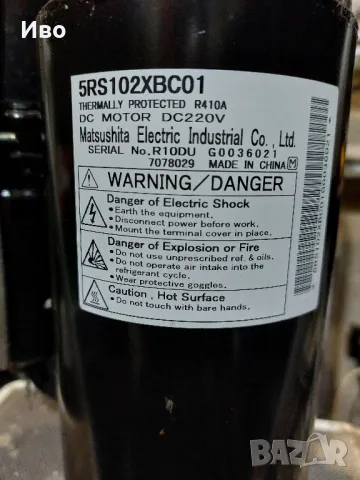 Иво
5RS102XBC01
THERMALLY PROTECTED R410A
DC MOTOR DC220V
Matsushita Electric Industrial Co., Ltd.
SERIAL No.R10DU G0036021
7078029 MADE IN CHINA Ⓜ
WARNING/DANGER
Danger of Electric Shock
• Earth the equipment.
• Disconnect power before work.
• Mount the terminal cover in place.
Danger of Explosion or Fire
• Do not use unprescribed ref. & oils.
• Do not operate air intake into the
refrigerant cycle.
• Wear protective goggles.
Caution, Hot Surface
• Do not touch with bare hands.
BAZAR